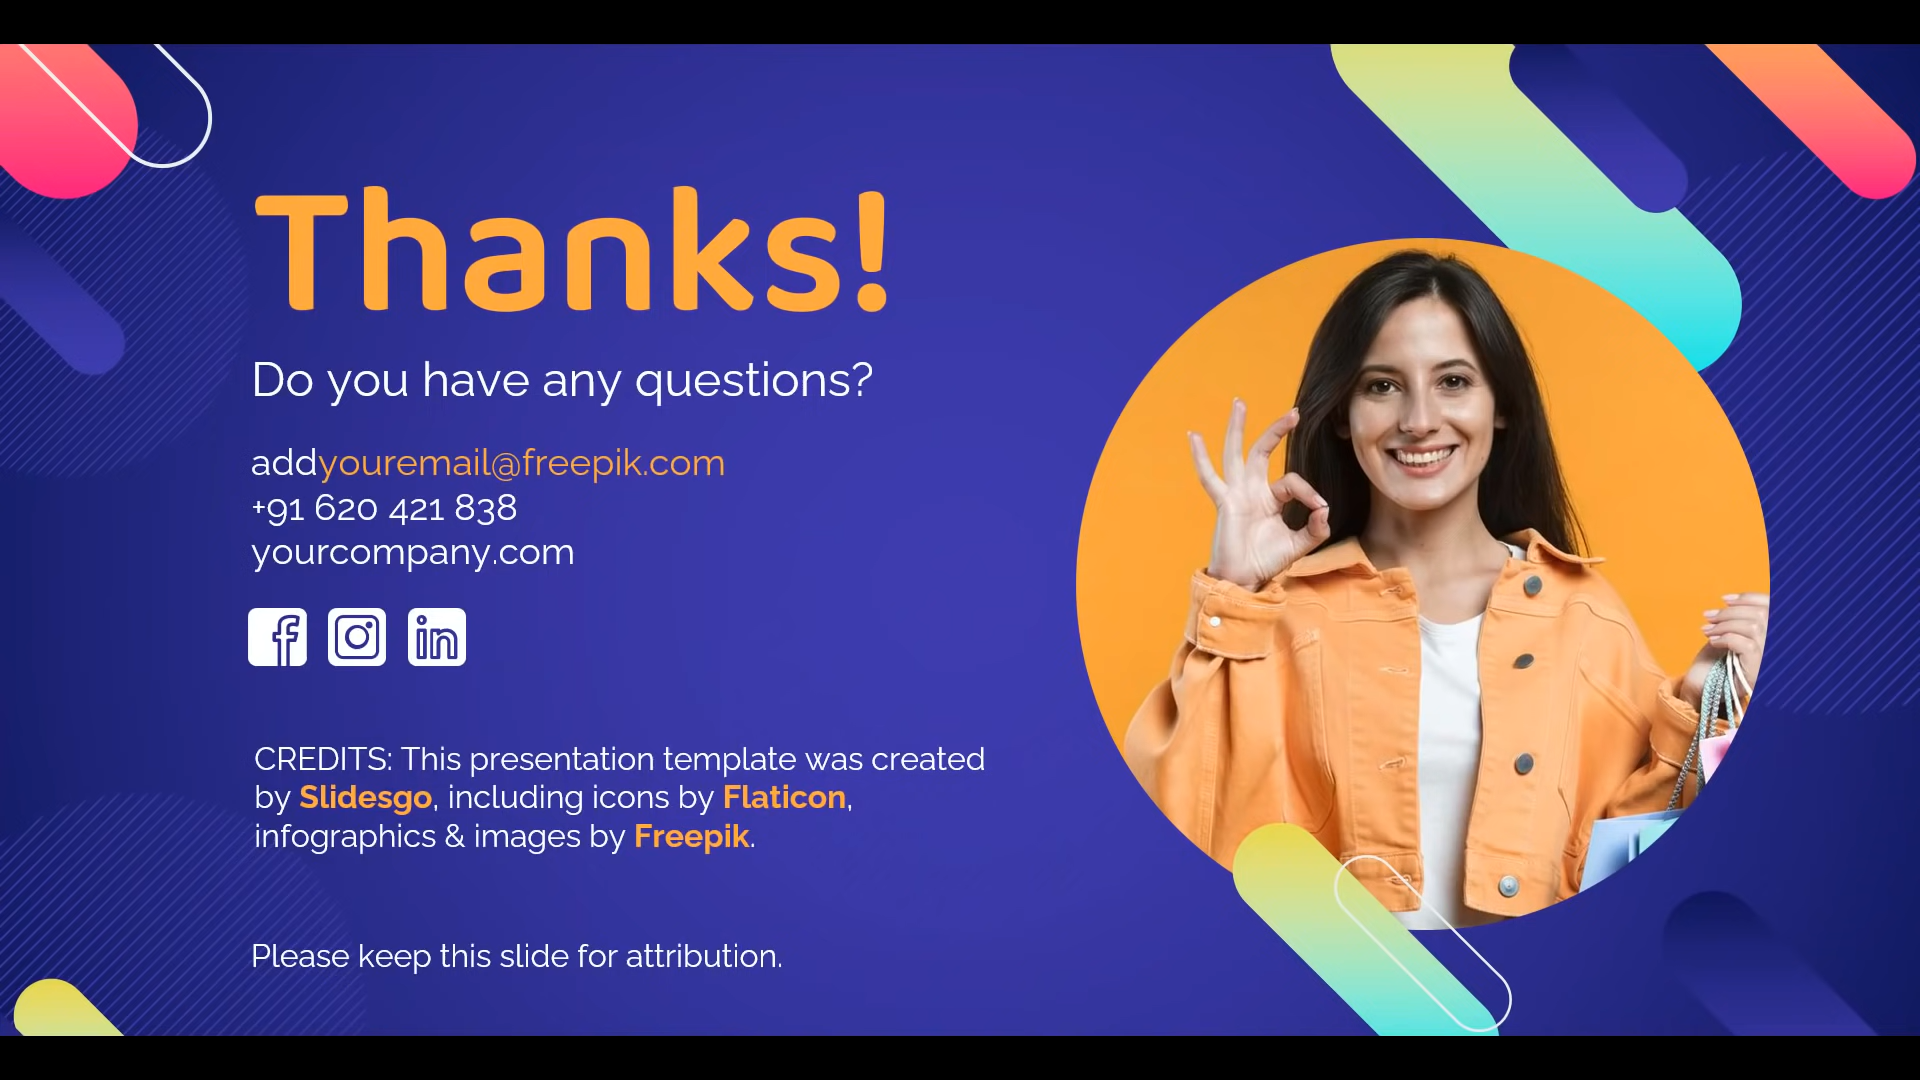 Thanks!
Do you have any questions?
addyouremail@freepik.com
+91 620 421 838
yourcompany.com
CREDITS: This presentation template was created
by Slidesgo, including icons by Flaticon,
infographics & images by Freepik.
Please keep this slide for attribution.